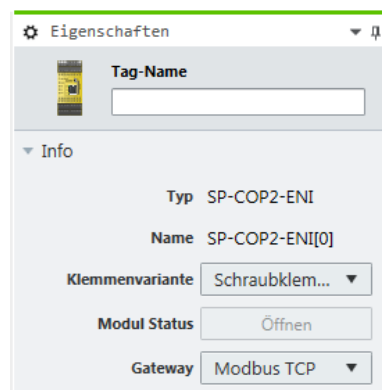 Eigenschaften
Tag-Name
Info
Typ SP-COP2-ENI
Name SP-COP2-ENI[0]
Klemmenvariante Schraubklem...
Modul Status Öffnen
Gateway Modbus TCP